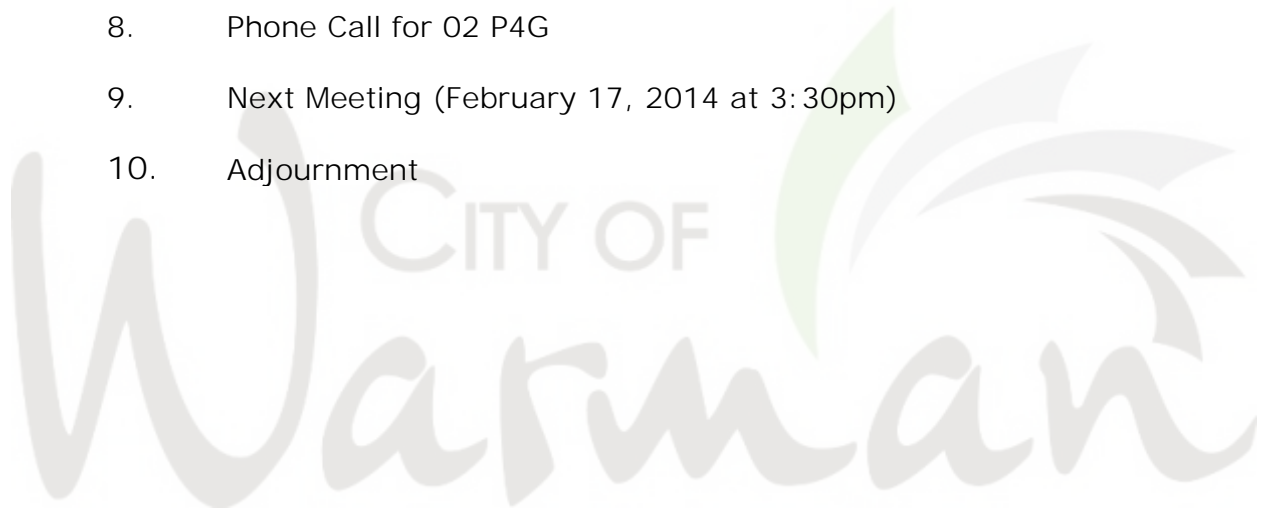 8. Phone Call for 02 P4G
9. Next Meeting (February 17, 2014 at 3:30pm)
10. Adjournment
CITY OF
Warman